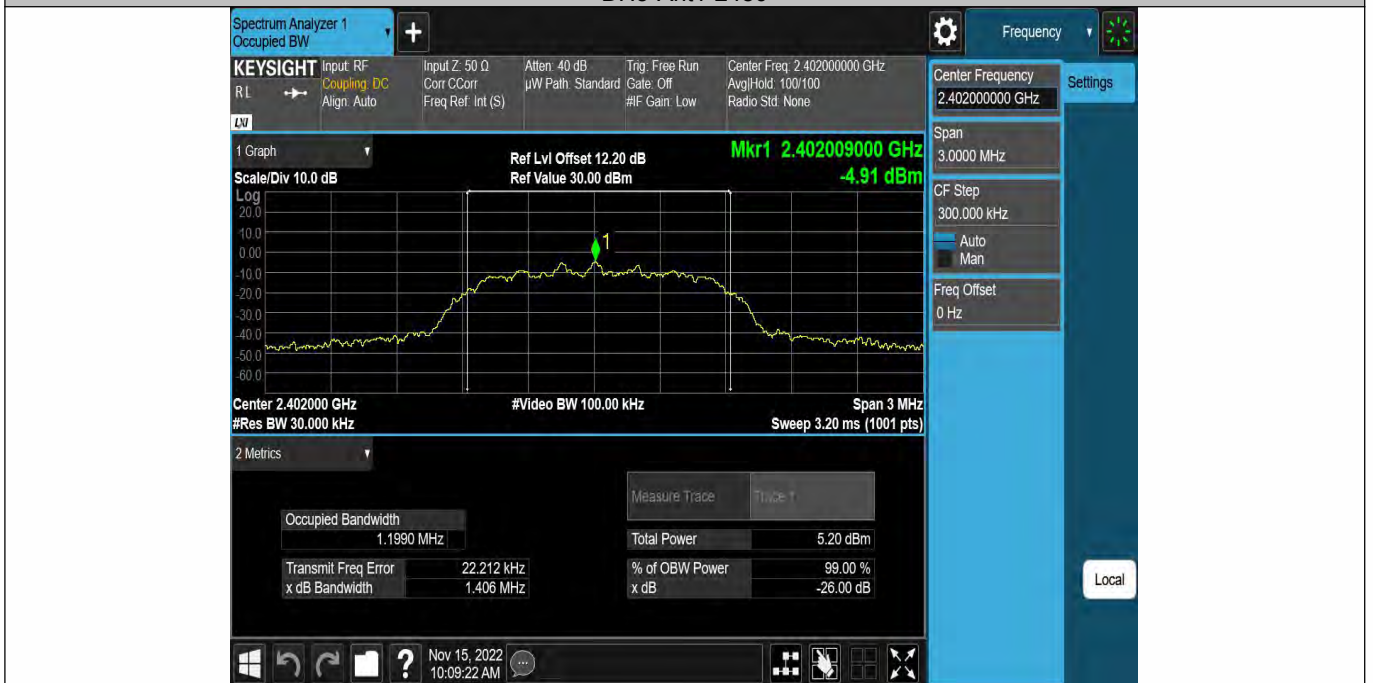 Spectrum Analyzer 1
Occupied BW
Frequency
KEYSIGHT
RL
LXI
Input: RF
Coupling: DC
Align: Auto
Input Z: 50 Ω
Corr CCorr
Freq Ref: Int (S)
Atten: 40 dB
µW Path: Standard
Trig: Free Run
Gate: Off
#IF Gain: Low
Center Freq: 2.402000000 GHz
Avg|Hold: 100/100
Radio Std: None
Center Frequency
2.402000000 GHz
Settings
Span
3.0000 MHz
CF Step
300.000 kHz
Auto
Man
Freq Offset
0 Hz
Local
1 Graph
Scale/Div 10.0 dB
Ref Lvl Offset 12.20 dB
Ref Value 30.00 dBm
Mkr1 2.402009000 GHz
-4.91 dBm
Log
20.0
10.0
0.00
-10.0
-20.0
-30.0
-40.0
-50.0
-60.0
1
Center 2.402000 GHz
#Video BW 100.00 kHz
Span 3 MHz
#Res BW 30.000 kHz
Sweep 3.20 ms (1001 pts)
2 Metrics
Measure Trace
Trace 1
Occupied Bandwidth
1.1990 MHz
Total Power
5.20 dBm
Transmit Freq Error
22.212 kHz
% of OBW Power
99.00 %
x dB Bandwidth
1.406 MHz
x dB
-26.00 dB
?
Nov 15, 2022
10:09:22 AM